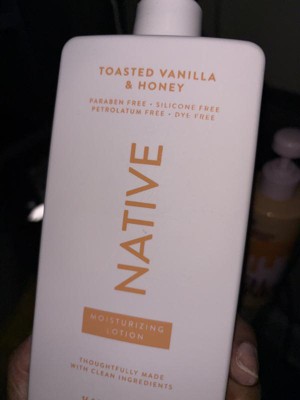 TOASTED VANILLA
& HONEY
PARABEN FREE • SILICONE FREE
PETROLATUM FREE • DYE FREE
NATIVE
MOISTURIZING
LOTION
THOUGHTFULLY MADE
WITH CLEAN INGREDIENTS